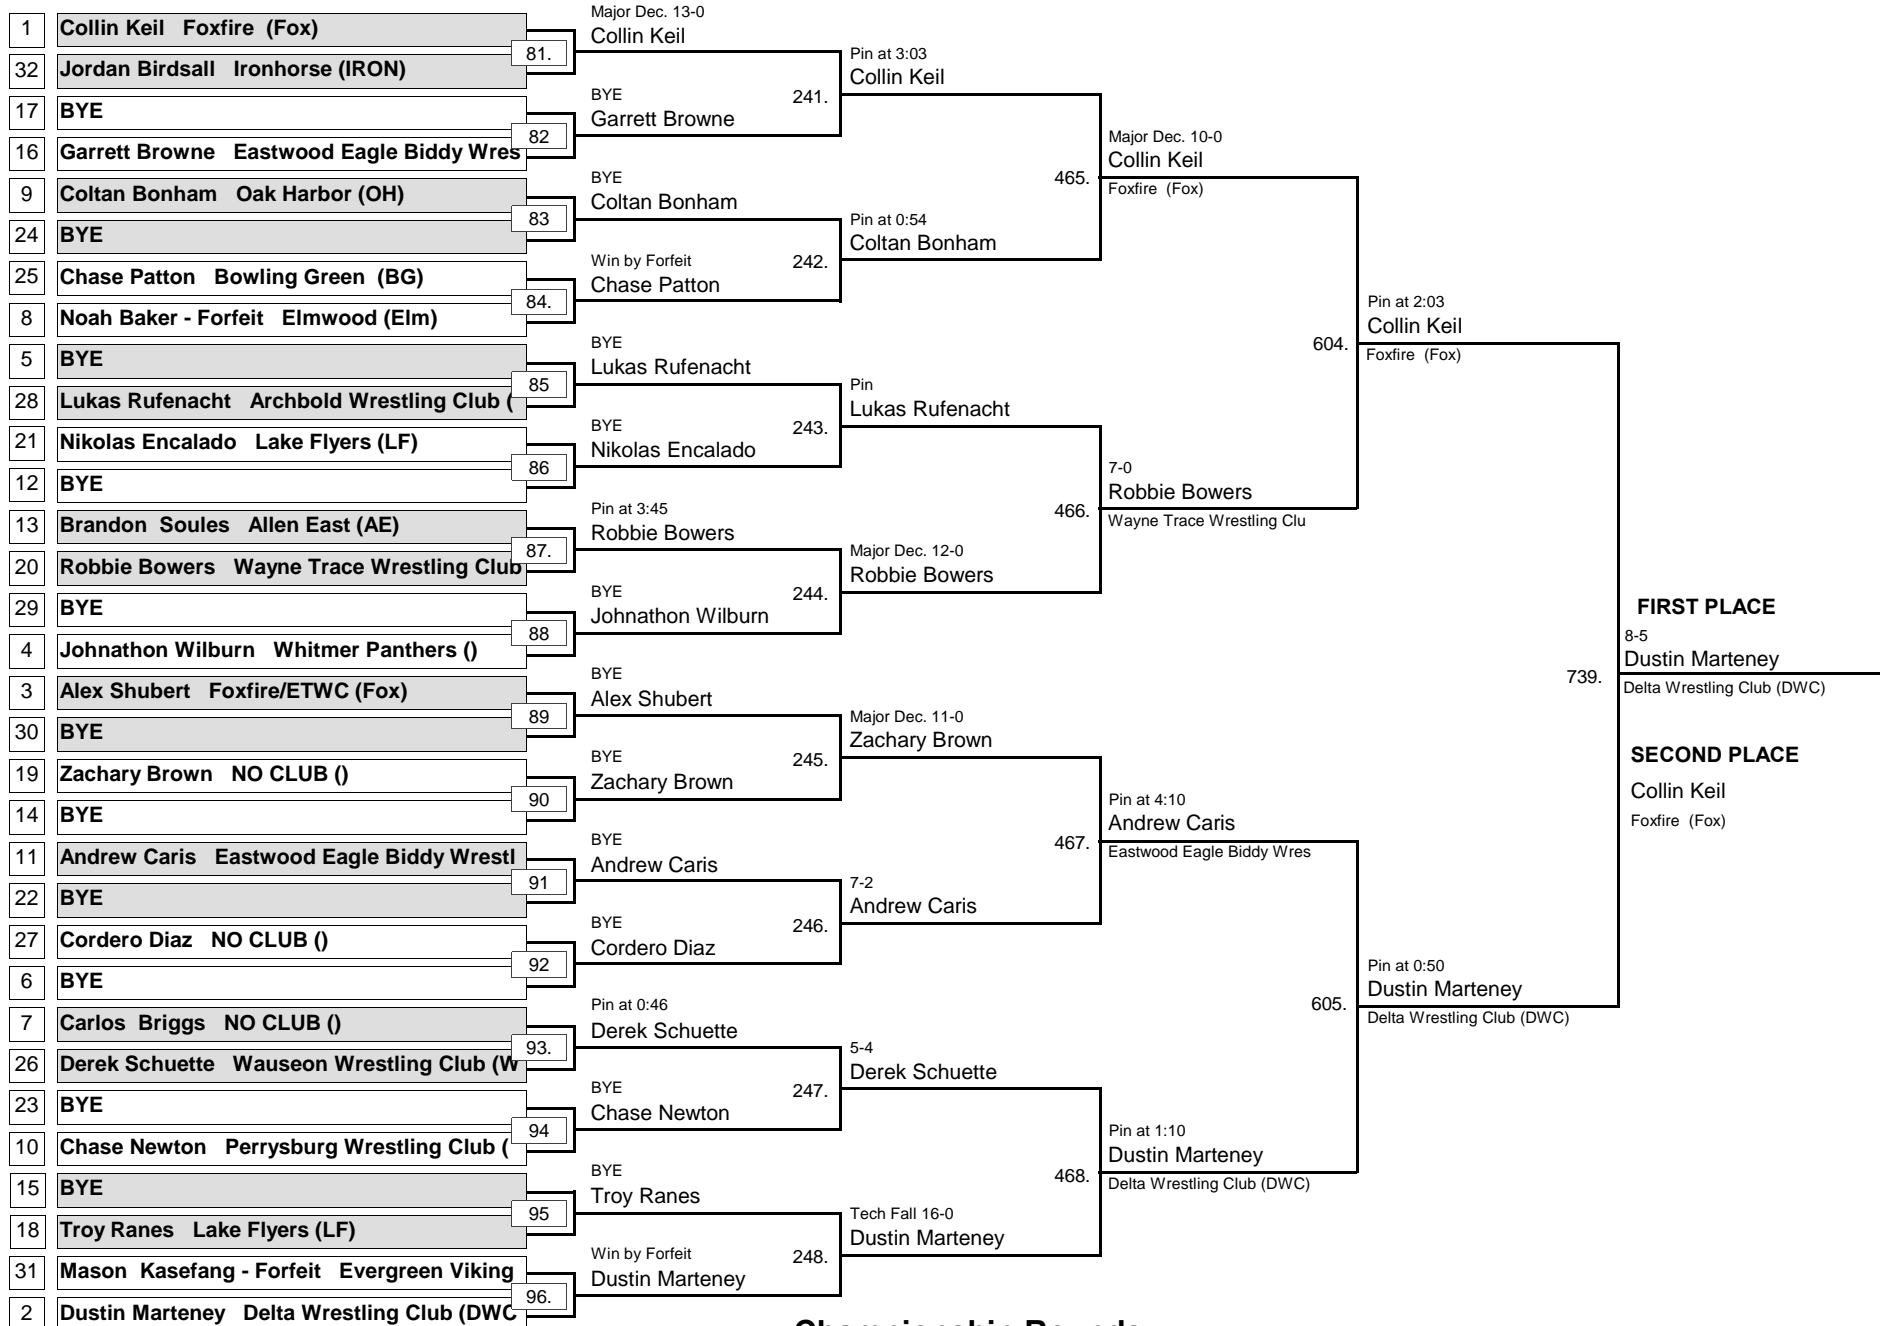 1 Collin Keil Foxfire (Fox)
32 Jordan Birdsall Ironhorse (IRON)
17 BYE
16 Garrett Browne Eastwood Eagle Biddy Wres
9 Coltan Bonham Oak Harbor (OH)
24 BYE
25 Chase Patton Bowling Green (BG)
8 Noah Baker - Forfeit Elmwood (Elm)
5 BYE
28 Lukas Rufenacht Archbold Wrestling Club (
21 Nikolas Encalado Lake Flyers (LF)
12 BYE
13 Brandon Soules Allen East (AE)
20 Robbie Bowers Wayne Trace Wrestling Club
29 BYE
4 Johnathon Wilburn Whitmer Panthers ()
3 Alex Shubert Foxfire/ETWC (Fox)
30 BYE
19 Zachary Brown NO CLUB ()
14 BYE
11 Andrew Caris Eastwood Eagle Biddy Wrestl
22 BYE
27 Cordero Diaz NO CLUB ()
6 BYE
7 Carlos Briggs NO CLUB ()
26 Derek Schuette Wauseon Wrestling Club (W
23 BYE
10 Chase Newton Perrysburg Wrestling Club (
15 BYE
18 Troy Ranes Lake Flyers (LF)
31 Mason Kasefang - Forfeit Evergreen Viking
2 Dustin Marteney Delta Wrestling Club (DWC
81.
82
83
84.
85
86
87.
88
89
90
91
92
93.
94
95
96.
Major Dec. 13-0
Collin Keil
BYE
Garrett Browne
BYE
Coltan Bonham
Win by Forfeit
Chase Patton
BYE
Lukas Rufenacht
BYE
Nikolas Encalado
Pin at 3:45
Robbie Bowers
BYE
Johnathon Wilburn
BYE
Alex Shubert
BYE
Zachary Brown
BYE
Andrew Caris
BYE
Cordero Diaz
Pin at 0:46
Derek Schuette
BYE
Chase Newton
BYE
Troy Ranes
Win by Forfeit
Dustin Marteney
241.
242.
243.
244.
245.
246.
247.
248.
Pin at 3:03
Collin Keil
Pin at 0:54
Coltan Bonham
Pin
Lukas Rufenacht
Major Dec. 12-0
Robbie Bowers
Major Dec. 11-0
Zachary Brown
7-2
Andrew Caris
5-4
Derek Schuette
Tech Fall 16-0
Dustin Marteney
465.
466.
467.
468.
Major Dec. 10-0
Collin Keil
Foxfire (Fox)
7-0
Robbie Bowers
Wayne Trace Wrestling Clu
Pin at 4:10
Andrew Caris
Eastwood Eagle Biddy Wres
Pin at 1:10
Dustin Marteney
Delta Wrestling Club (DWC)
604.
605.
Pin at 2:03
Collin Keil
Foxfire (Fox)
Pin at 0:50
Dustin Marteney
Delta Wrestling Club (DWC)
739.
FIRST PLACE
8-5
Dustin Marteney
Delta Wrestling Club (DWC)
SECOND PLACE
Collin Keil
Foxfire (Fox)
Championship Rounds